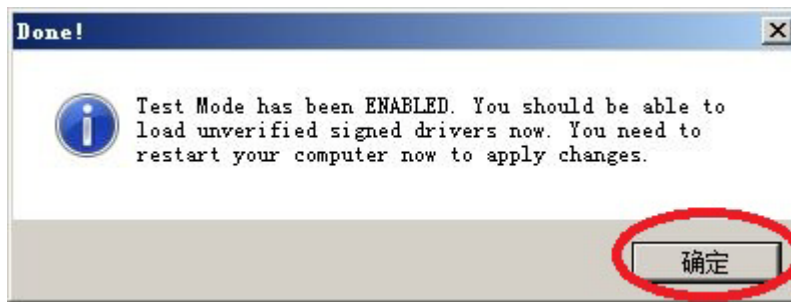 Done!
Test Mode has been ENABLED. You should be able to
load unverified signed drivers now. You need to
restart your computer now to apply changes.
确定